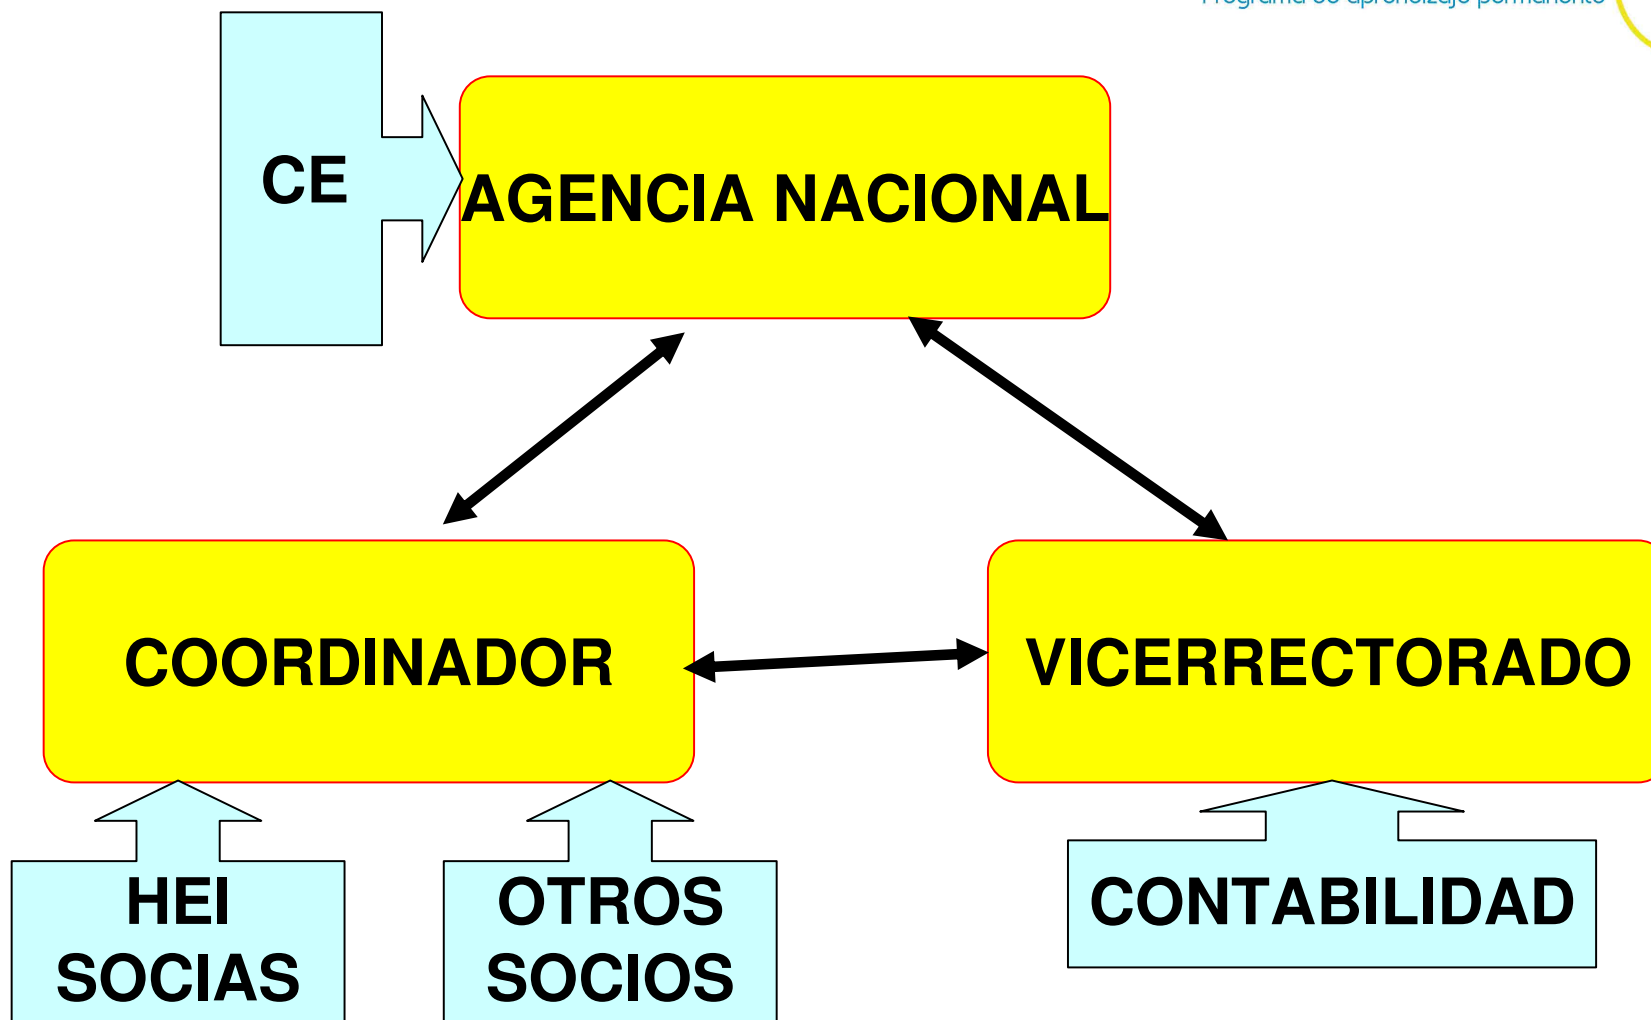 CE
AGENCIA NACIONAL
COORDINADOR
VICERRECTORADO
HEI
SOCIAS
OTROS
SOCIOS
CONTABILIDAD